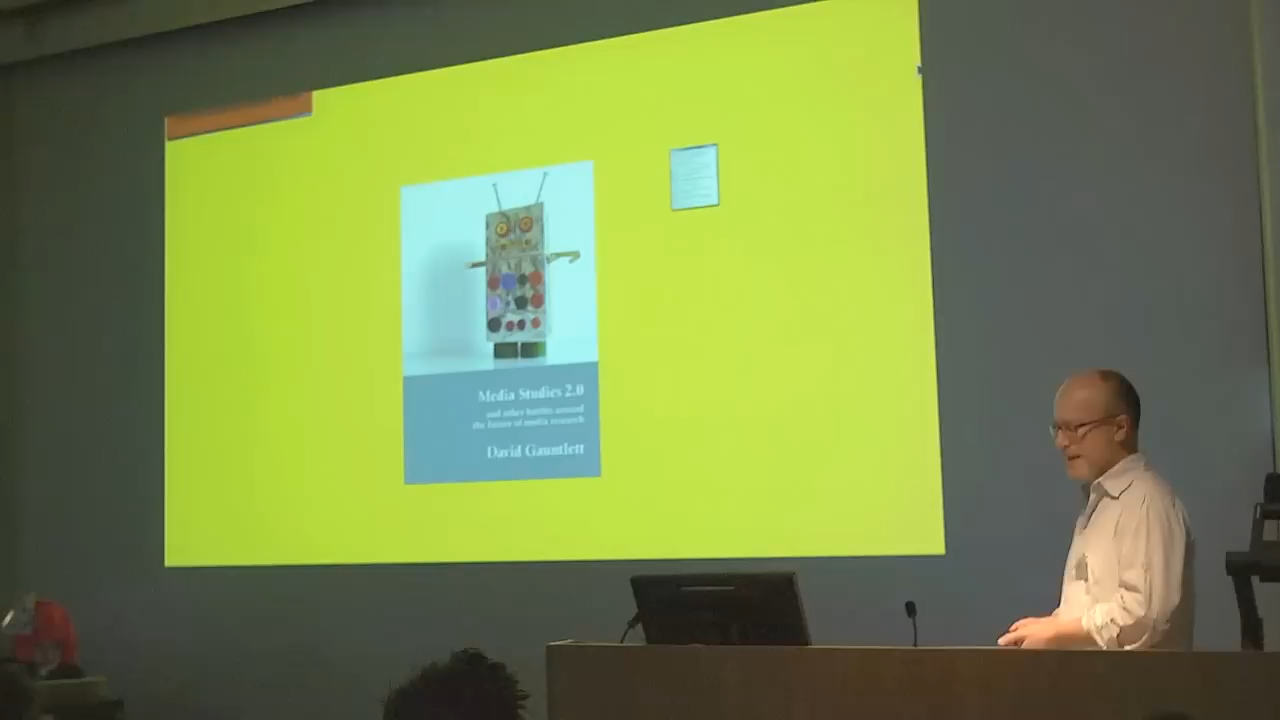 Media Studies 2.0
and other battles around
the future of media research
David Gauntlett